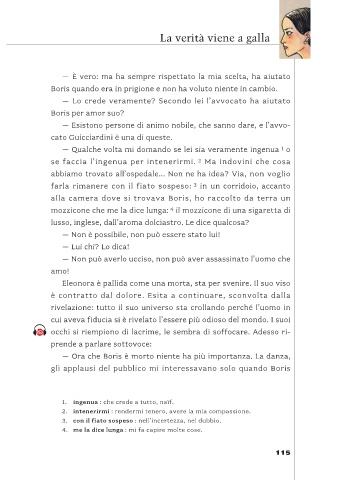 La verità viene a galla
— È vero: ma ha sempre rispettato la mia scelta, ha aiutato
Boris quando era in prigione e non ha voluto niente in cambio.
— Lo crede veramente? Secondo lei l'avvocato ha aiutato
Boris per amor suo?
— Esistono persone di animo nobile, che sanno dare, e l'avvo-
cato Guicciardini è una di queste.
— Qualche volta mi domando se lei sia veramente ingenua 1 o
se faccia l'ingenua per intenerirmi. 2 Ma indovini che cosa
abbiamo trovato all'ospedale... Non ne ha idea? Via, non voglio
farla rimanere con il fiato sospeso: 3 in un corridoio, accanto
alla camera dove si trovava Boris, ho raccolto da terra un
mozzicone che me la dice lunga: 4 il mozzicone di una sigaretta di
lusso, inglese, dall'aroma dolciastro. Le dice qualcosa?
— Non è possibile, non può essere stato lui!
— Lui chi? Lo dica!
— Non può averlo ucciso, non può aver assassinato l'uomo che
amo!
Eleonora è pallida come una morta, sta per svenire. Il suo viso
è contratto dal dolore. Esita a continuare, sconvolta dalla
rivelazione: tutto il suo universo sta crollando perché l'uomo in
cui aveva fiducia si è rivelato l'essere più odioso del mondo. I suoi
occhi si riempiono di lacrime, le sembra di soffocare. Adesso ri-
prende a parlare sottovoce:
— Ora che Boris è morto niente ha più importanza. La danza,
gli applausi del pubblico mi interessavano solo quando Boris
1. ingenua : che crede a tutto, naïf.
2. intenerirmi : rendermi tenero, avere la mia compassione.
3. con il fiato sospeso : nell'incertezza, nel dubbio.
4. me la dice lunga : mi fa capire molte cose.
115